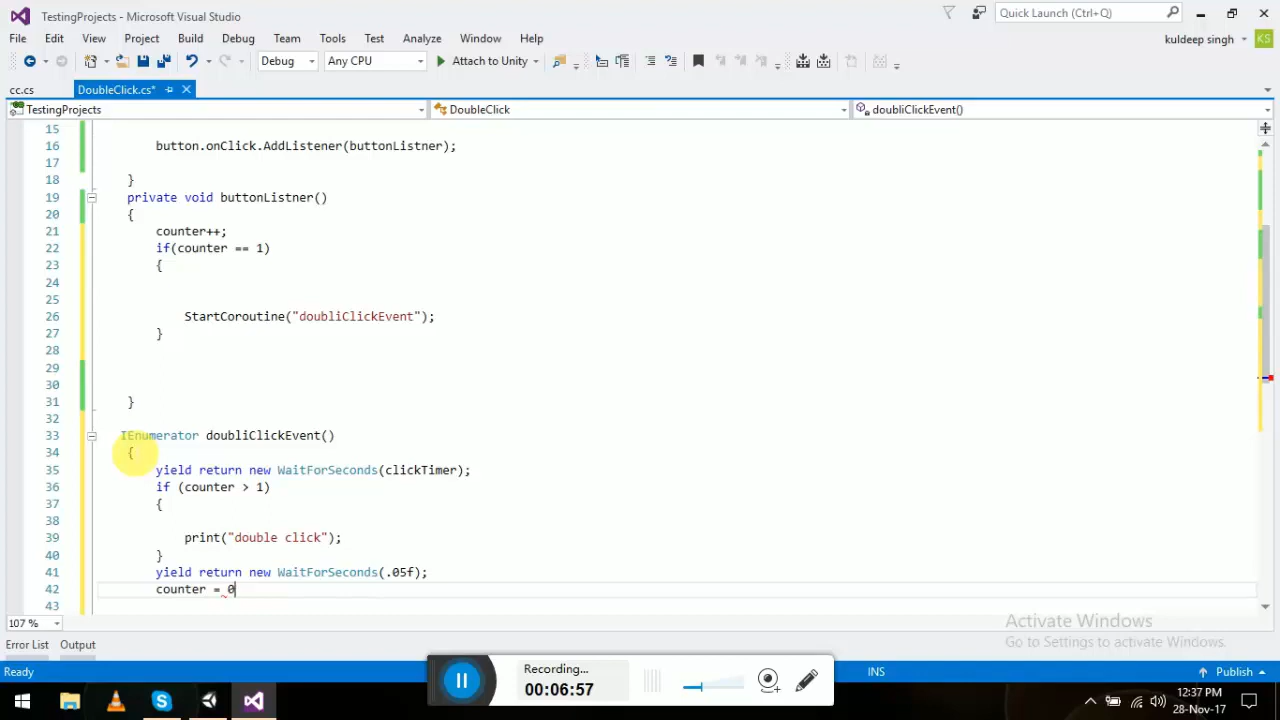 TestingProjects - Microsoft Visual Studio
Quick Launch (Ctrl+Q)
File Edit View Project Build Debug Team Tools Test Analyze Window Help
kuldeep singh KS
Debug Any CPU Attach to Unity
cc.cs DoubleClick.cs*
TestingProjects DoubleClick doubliClickEvent()
15
16 button.onClick.AddListener(buttonListner);
17
18 }
19 private void buttonListner()
20 {
21 counter++;
22 if(counter == 1)
23 {
24
25
26 StartCoroutine("doubliClickEvent");
27 }
28
29
30
31 }
32
33 IEnumerator doubliClickEvent()
34 {
35 yield return new WaitForSeconds(clickTimer);
36 if (counter > 1)
37 {
38
39 print("double click");
40 }
41 yield return new WaitForSeconds(.05f);
42 counter = 0
43
107 %
Activate Windows
Go to Settings to activate Windows.
Error List Output
Ready INS Publish
Recording...
00:06:57
12:37 PM
28-Nov-17